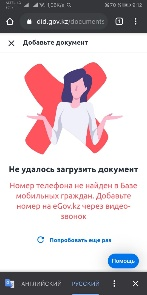 did.gov.kz/documents
Добавьте документ
Не удалось загрузить документ
Номер телефона не найден в Базе
мобильных граждан. Добавьте
номер на eGov.kz через видео-
звонок
Попробовать еще раз
Помощь
АНГЛИЙСКИЙ РУССКИЙ